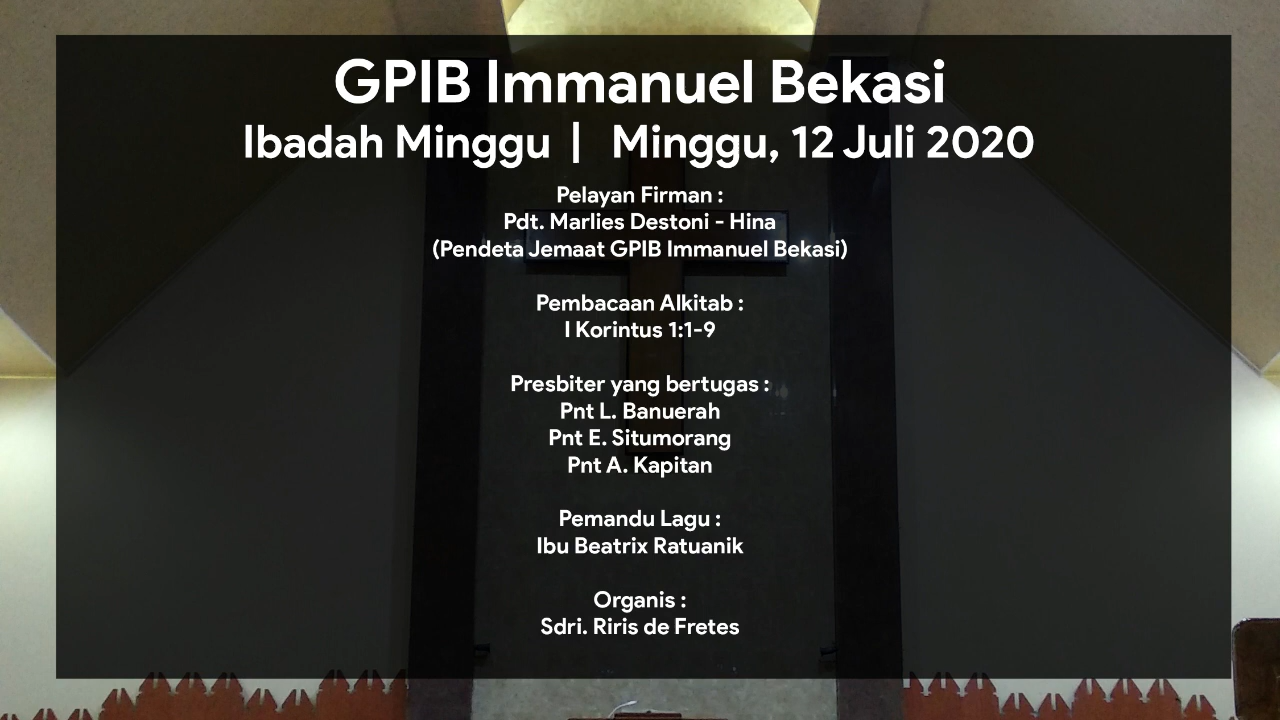 GPIB Immanuel Bekasi
Ibadah Minggu | Minggu, 12 Juli 2020
Pelayan Firman :
Pdt. Marlies Destoni - Hina
(Pendeta Jemaat GPIB Immanuel Bekasi)
Pembacaan Alkitab :
I Korintus 1:1-9
Presbiter yang bertugas :
Pnt L. Banuerah
Pnt E. Situmorang
Pnt A. Kapitan
Pemandu Lagu :
Ibu Beatrix Ratuanik
Organis :
Sdri. Riris de Fretes